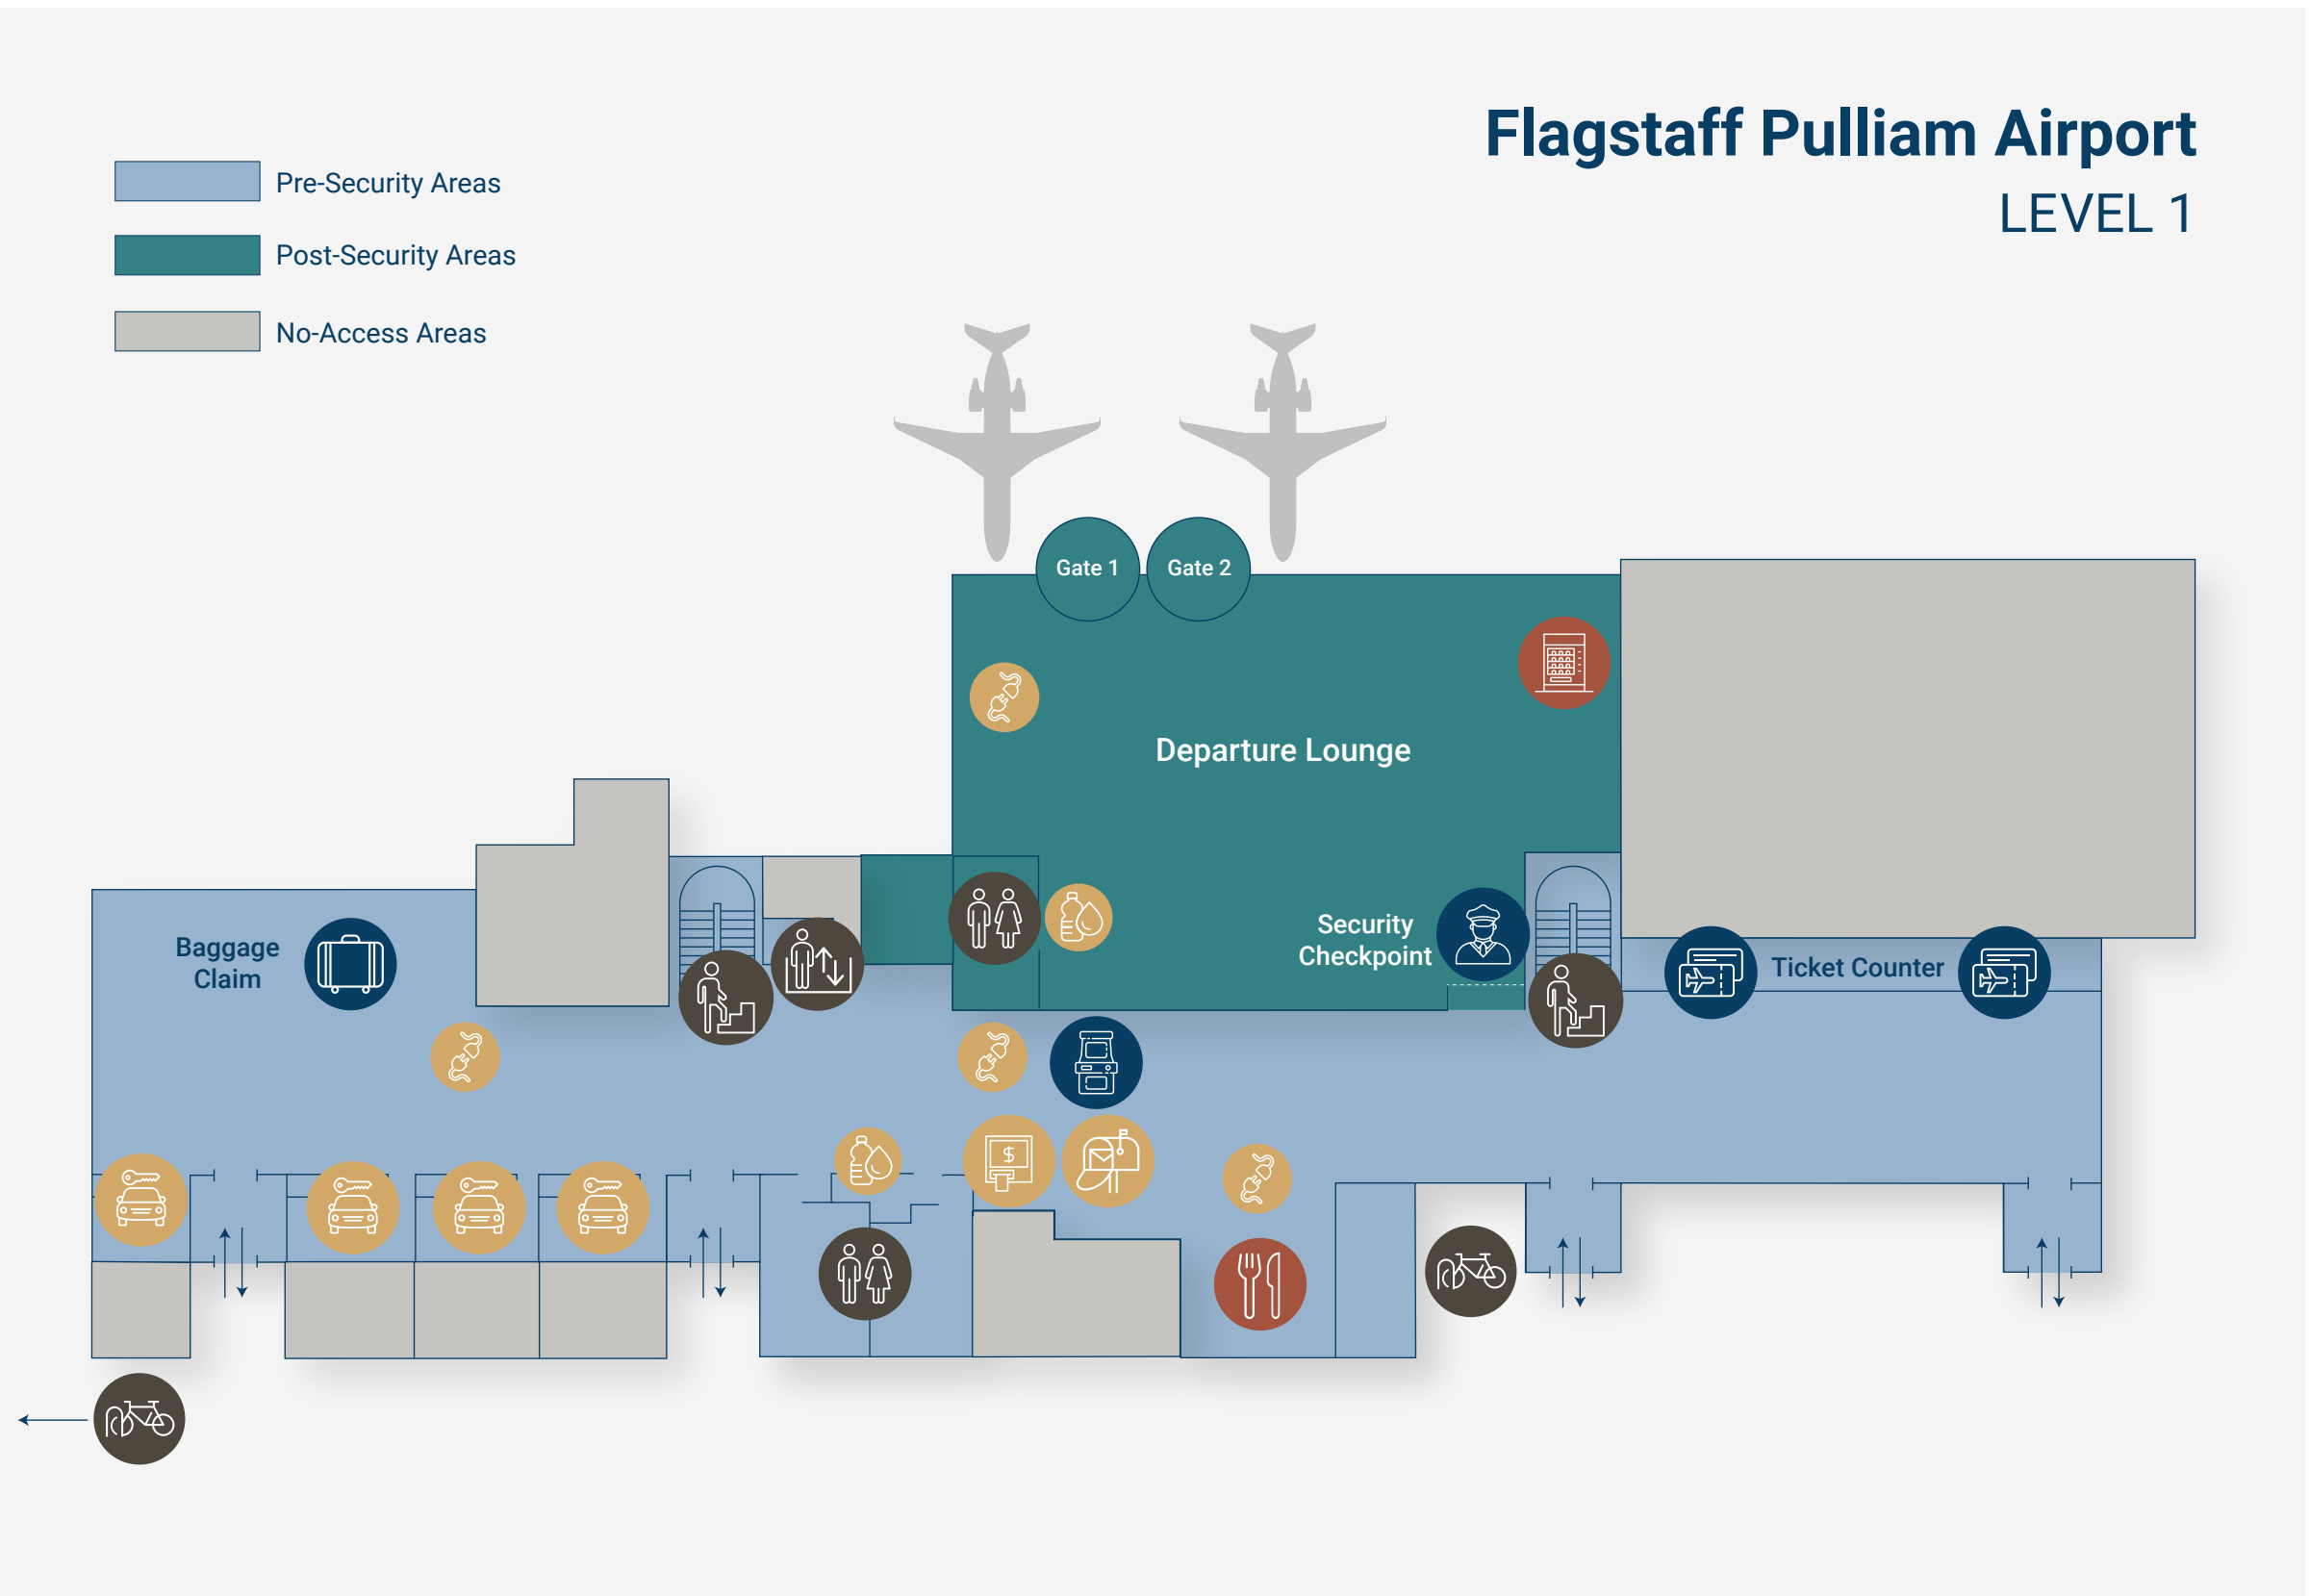 Flagstaff Pulliam Airport
LEVEL 1
Pre-Security Areas
Post-Security Areas
No-Access Areas
Gate 1
Gate 2
Departure Lounge
Baggage
Claim
Security
Checkpoint
Ticket Counter
$